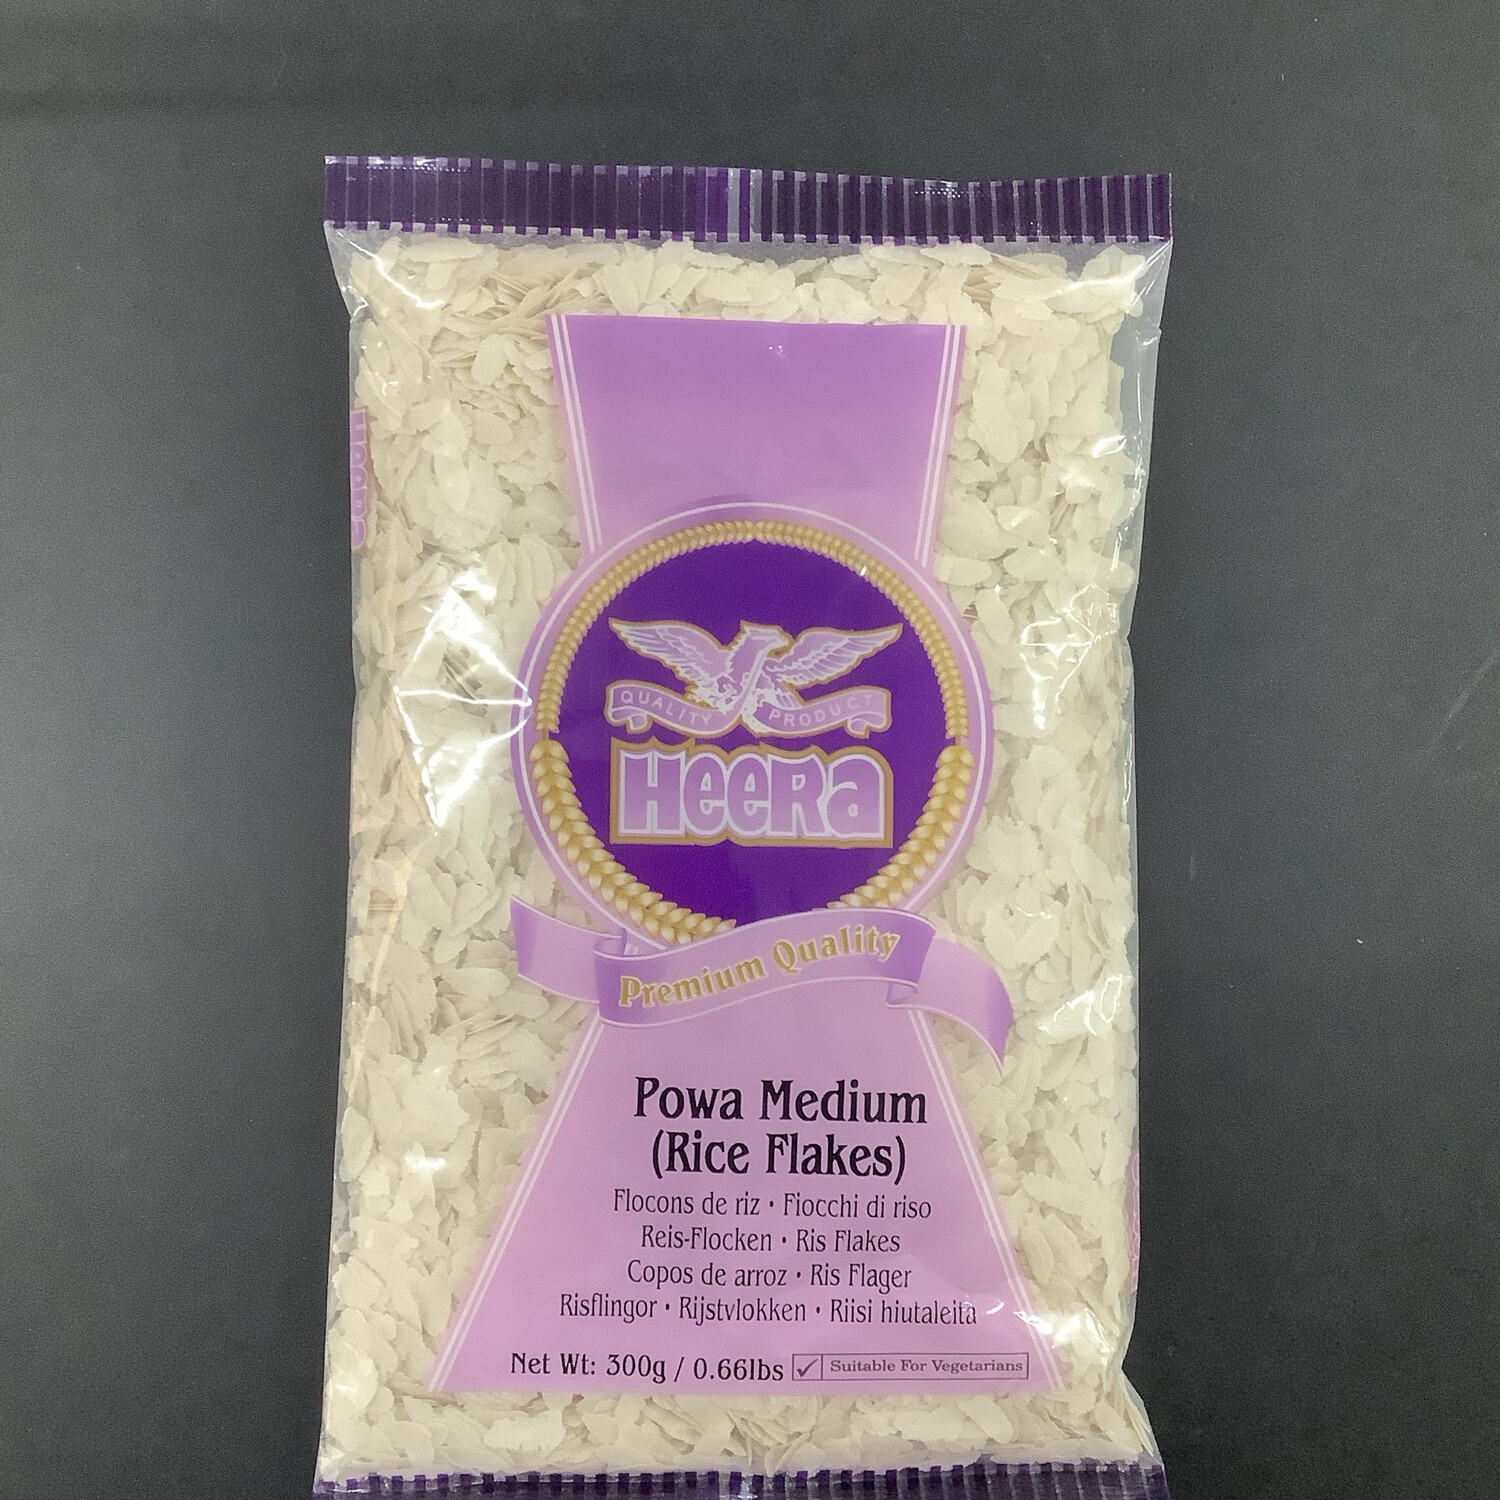 QUALITY PRODUCT
HEERA
Premium Quality
Powa Medium
(Rice Flakes)
Flocons de riz • Fiocchi di riso
Reis-Flocken • Ris Flakes
Copos de arroz • Ris Flager
Risflingor • Rijstvlokken • Riisi hiutaleita
Net Wt: 300g / 0.66lbs ✓ Suitable For Vegetarians
HEERA